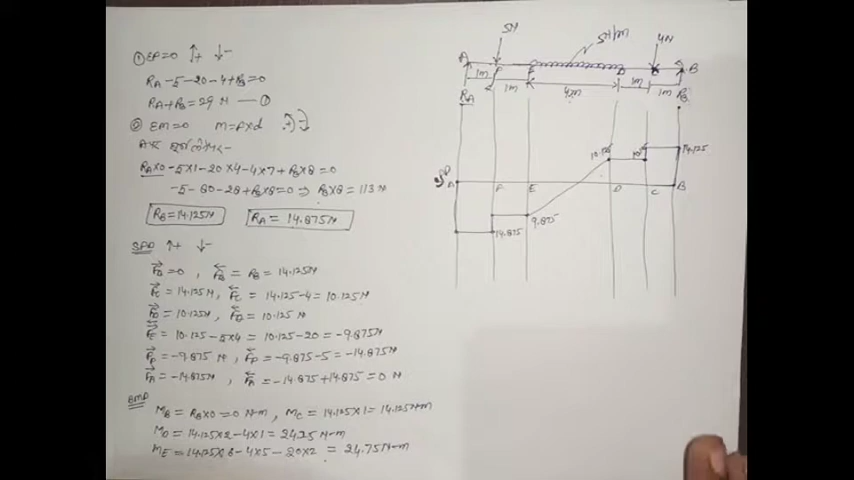 ① ΣP=0 ↑+ ↓-
RA-5-20-4+RB=0
RA+RB=29 N —①
② ΣM=0 M=P×d
RA×0-5×1-20×4-4×7+RB×8=0
-5-80-28+RB×8=0 ⇒ RB×8=113 N
RB=14.125N RA= 14.875N
SFD ↑+ ↓-
FB=0 , FB= RB= 14.125N
FC=14.125N, FC= 14.125-4=10.125N
FD=10.125N, FD=10.125 N
FE= 10.125-5×4= 10.125-20=-9.875N
FP=-9.875 N, FP=-9.875-5=-14.875N
FA=-14.875N, FA=-14.875+14.875=0 N
BMD
MB= RB×0=0 N-m, MC= 14.125×1=14.125N-m
MD=14.125×2-4×1=24.25 N-m
ME=14.125×6-4×5-20×2 = 24.75N-m
5N
5N/m
4N
A P E D C B
1m 1m 4m 1m 1m
RA RB
10.125 14.125
A P E D C B
14.875 9.875